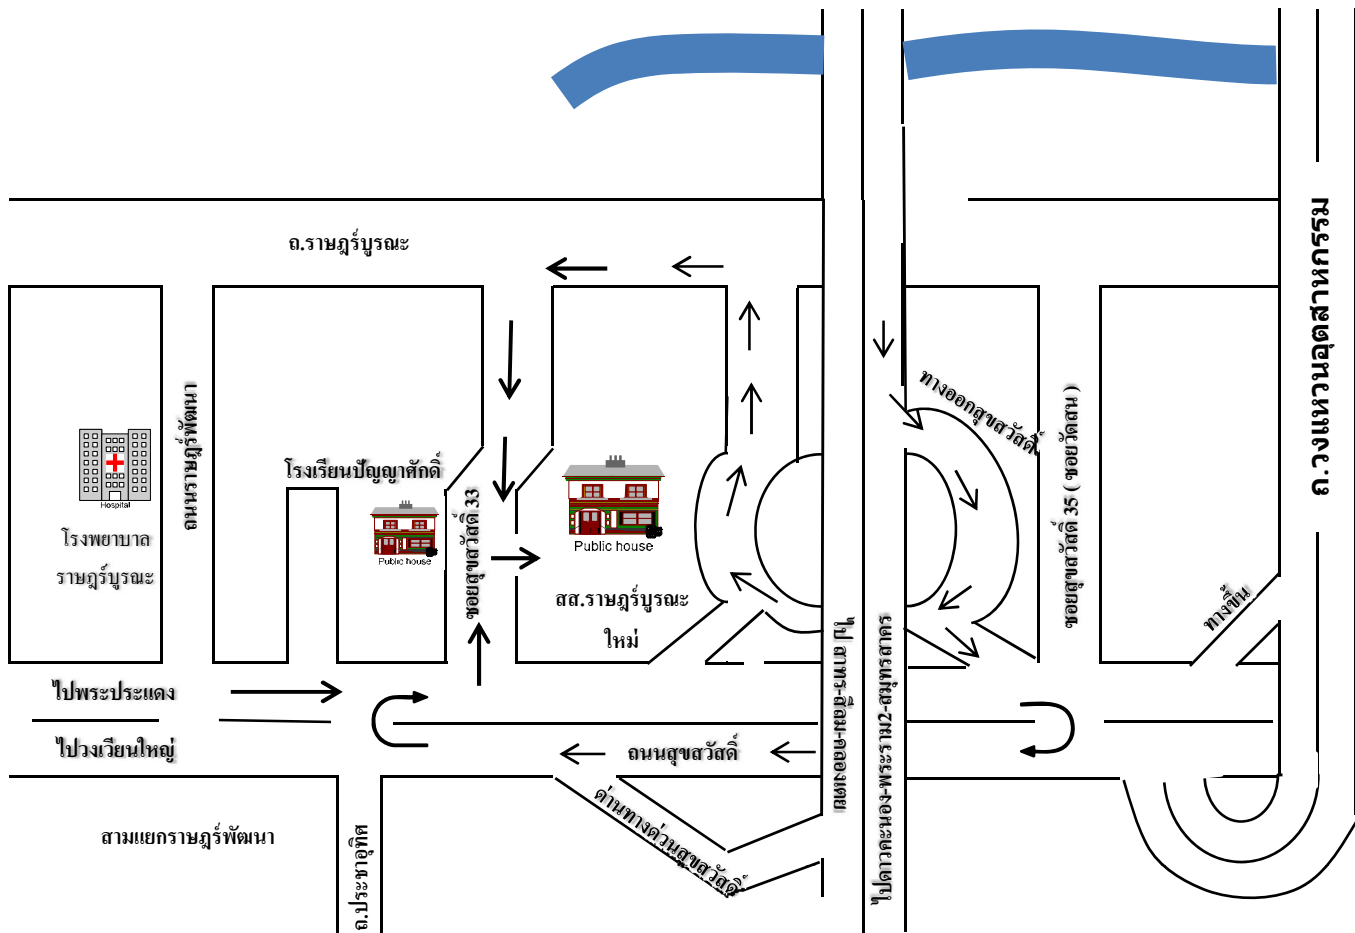 ถ.ราษฎร์บูรณะ
ถ.วงแหวนอุตสาหกรรม
ทางออกสุขสวัสดิ์
ซอยสุขสวัสดิ์ 35 ( ซอยวัดสน )
ถนนราษฎร์พัฒนา
โรงเรียนปัญญาศักดิ์
ซอยสุขสวัสดิ์ 33
Hospital
โรงพยาบาล
ราษฎร์บูรณะ
Public house
Public house
สส.ราษฎร์บูรณะ
ใหม่
ทางขึ้น
ไป สาทร-สีลม-คลองเตย
ไปดาวคะนอง-พระราม2-สมุทรสาคร
ไปพระประแดง
ไปวงเวียนใหญ่
ถนนสุขสวัสดิ์
ด่านทางด่วนสุขสวัสดิ์
สามแยกราษฎร์พัฒนา
ถ.ประชาอุทิศ